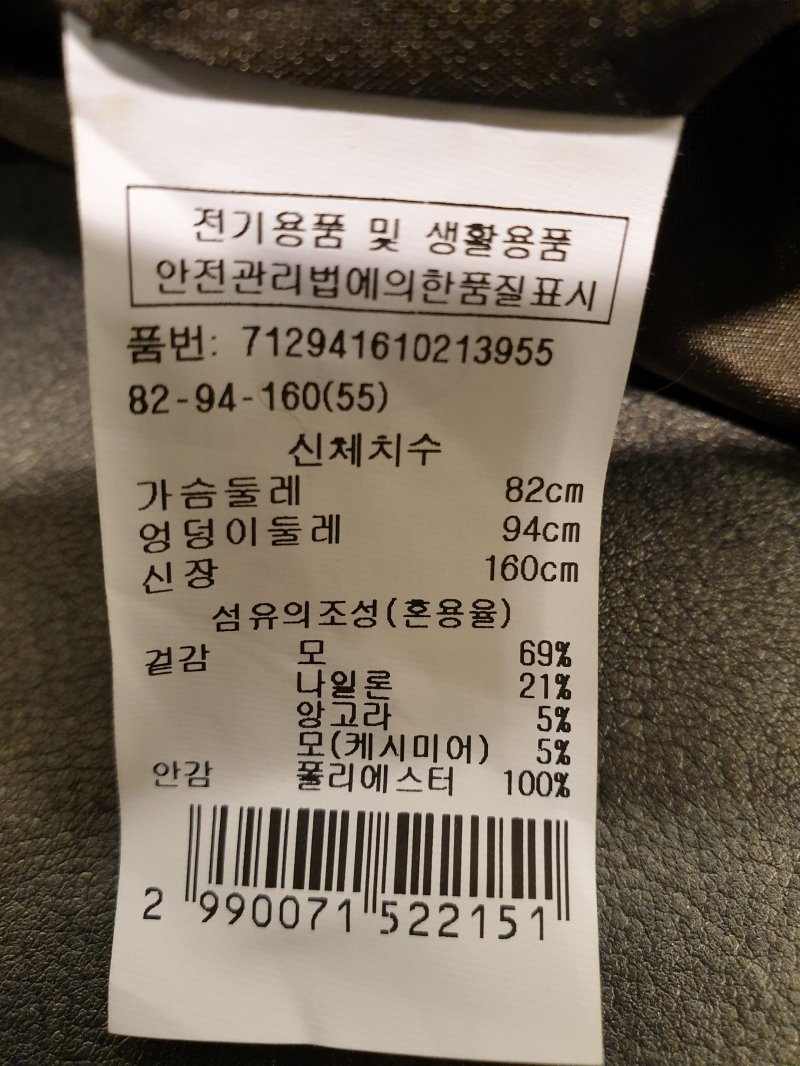 전기용품 및 생활용품
안전관리법에의한품질표시
품번: 712941610213955
82-94-160(55)
신체치수
가슴둘레 82cm
엉덩이둘레 94cm
신장 160cm
섬유의조성(혼용율)
겉감 모 69%
나일론 21%
앙고라 5%
모(케시미어) 5%
안감 폴리에스터 100%
2 990071 522151